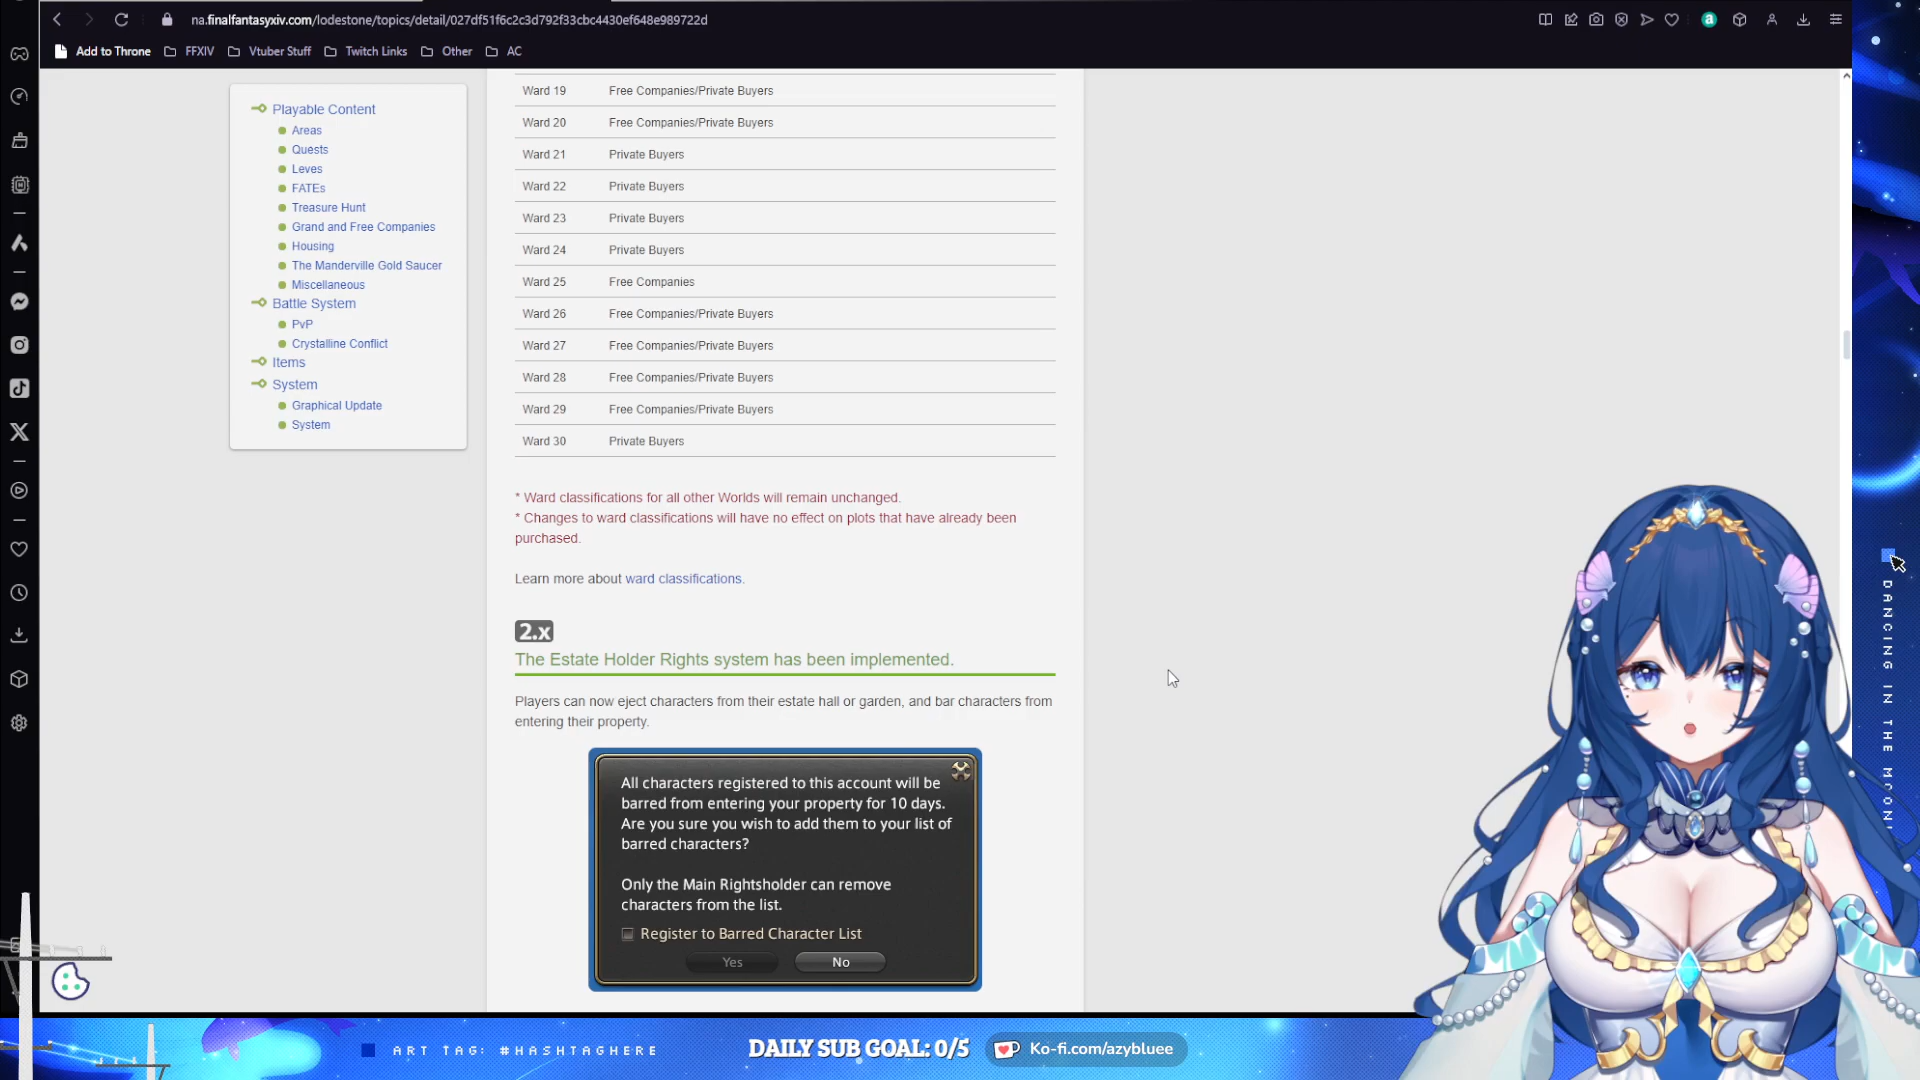 na.finalfantasyxiv.com/lodestone/topics/detail/027df51f6c2c3d792f33cbc4430ef648e989722d
Add to Throne
FFXIV
Vtuber Stuff
Twitch Links
Other
AC
Playable Content
Areas
Quests
Leves
FATEs
Treasure Hunt
Grand and Free Companies
Housing
The Manderville Gold Saucer
Miscellaneous
Battle System
PvP
Crystalline Conflict
Items
System
Graphical Update
System
Ward 19 Free Companies/Private Buyers
Ward 20 Free Companies/Private Buyers
Ward 21 Private Buyers
Ward 22 Private Buyers
Ward 23 Private Buyers
Ward 24 Private Buyers
Ward 25 Free Companies
Ward 26 Free Companies/Private Buyers
Ward 27 Free Companies/Private Buyers
Ward 28 Free Companies/Private Buyers
Ward 29 Free Companies/Private Buyers
Ward 30 Private Buyers
* Ward classifications for all other Worlds will remain unchanged.
* Changes to ward classifications will have no effect on plots that have already been
purchased.
Learn more about ward classifications.
2.x
The Estate Holder Rights system has been implemented.
Players can now eject characters from their estate hall or garden, and bar characters from
entering their property.
All characters registered to this account will be
barred from entering your property for 10 days.
Are you sure you wish to add them to your list of
barred characters?
Only the Main Rightsholder can remove
characters from the list.
Register to Barred Character List
Yes
No
DANCING IN THE MOON
ART TAG: #HASHTAGHERE
DAILY SUB GOAL: 0/5
Ko-fi.com/azybluee